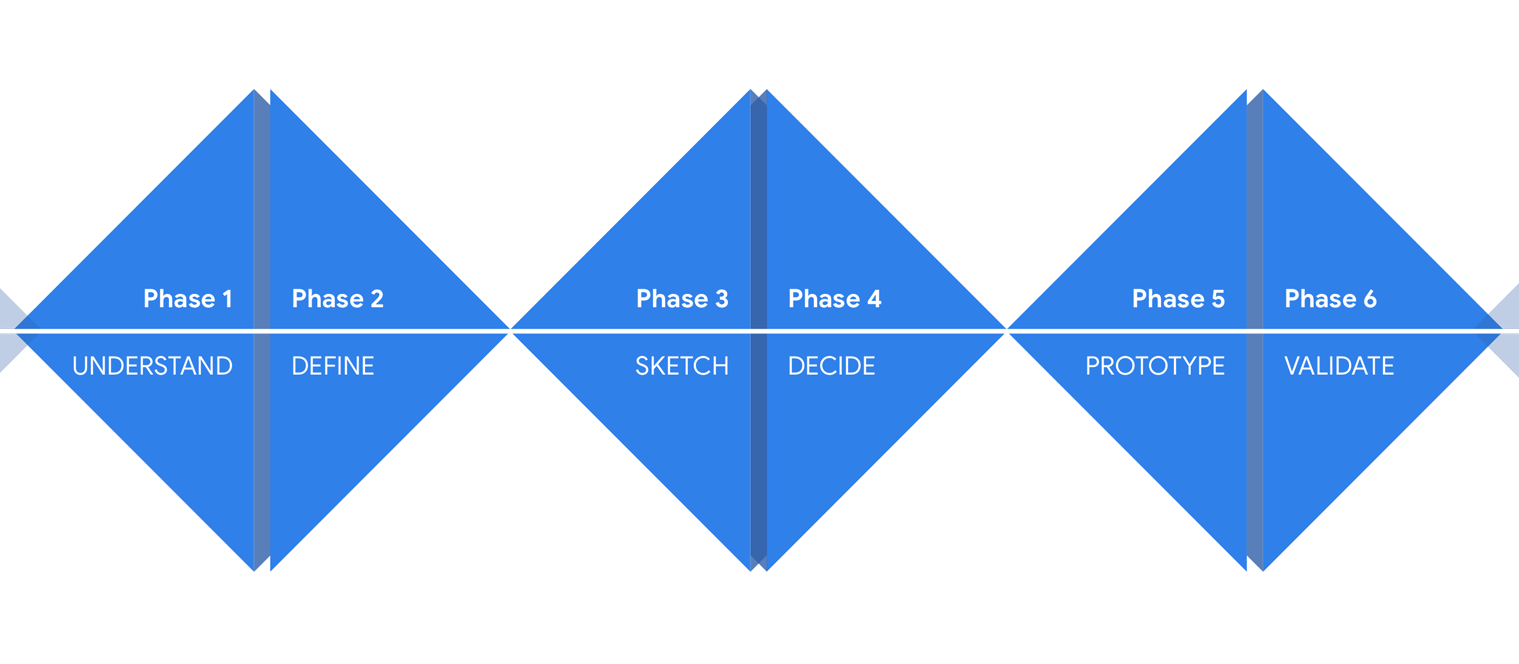 Phase 1
UNDERSTAND
Phase 2
DEFINE
Phase 3
SKETCH
Phase 4
DECIDE
Phase 5
PROTOTYPE
Phase 6
VALIDATE